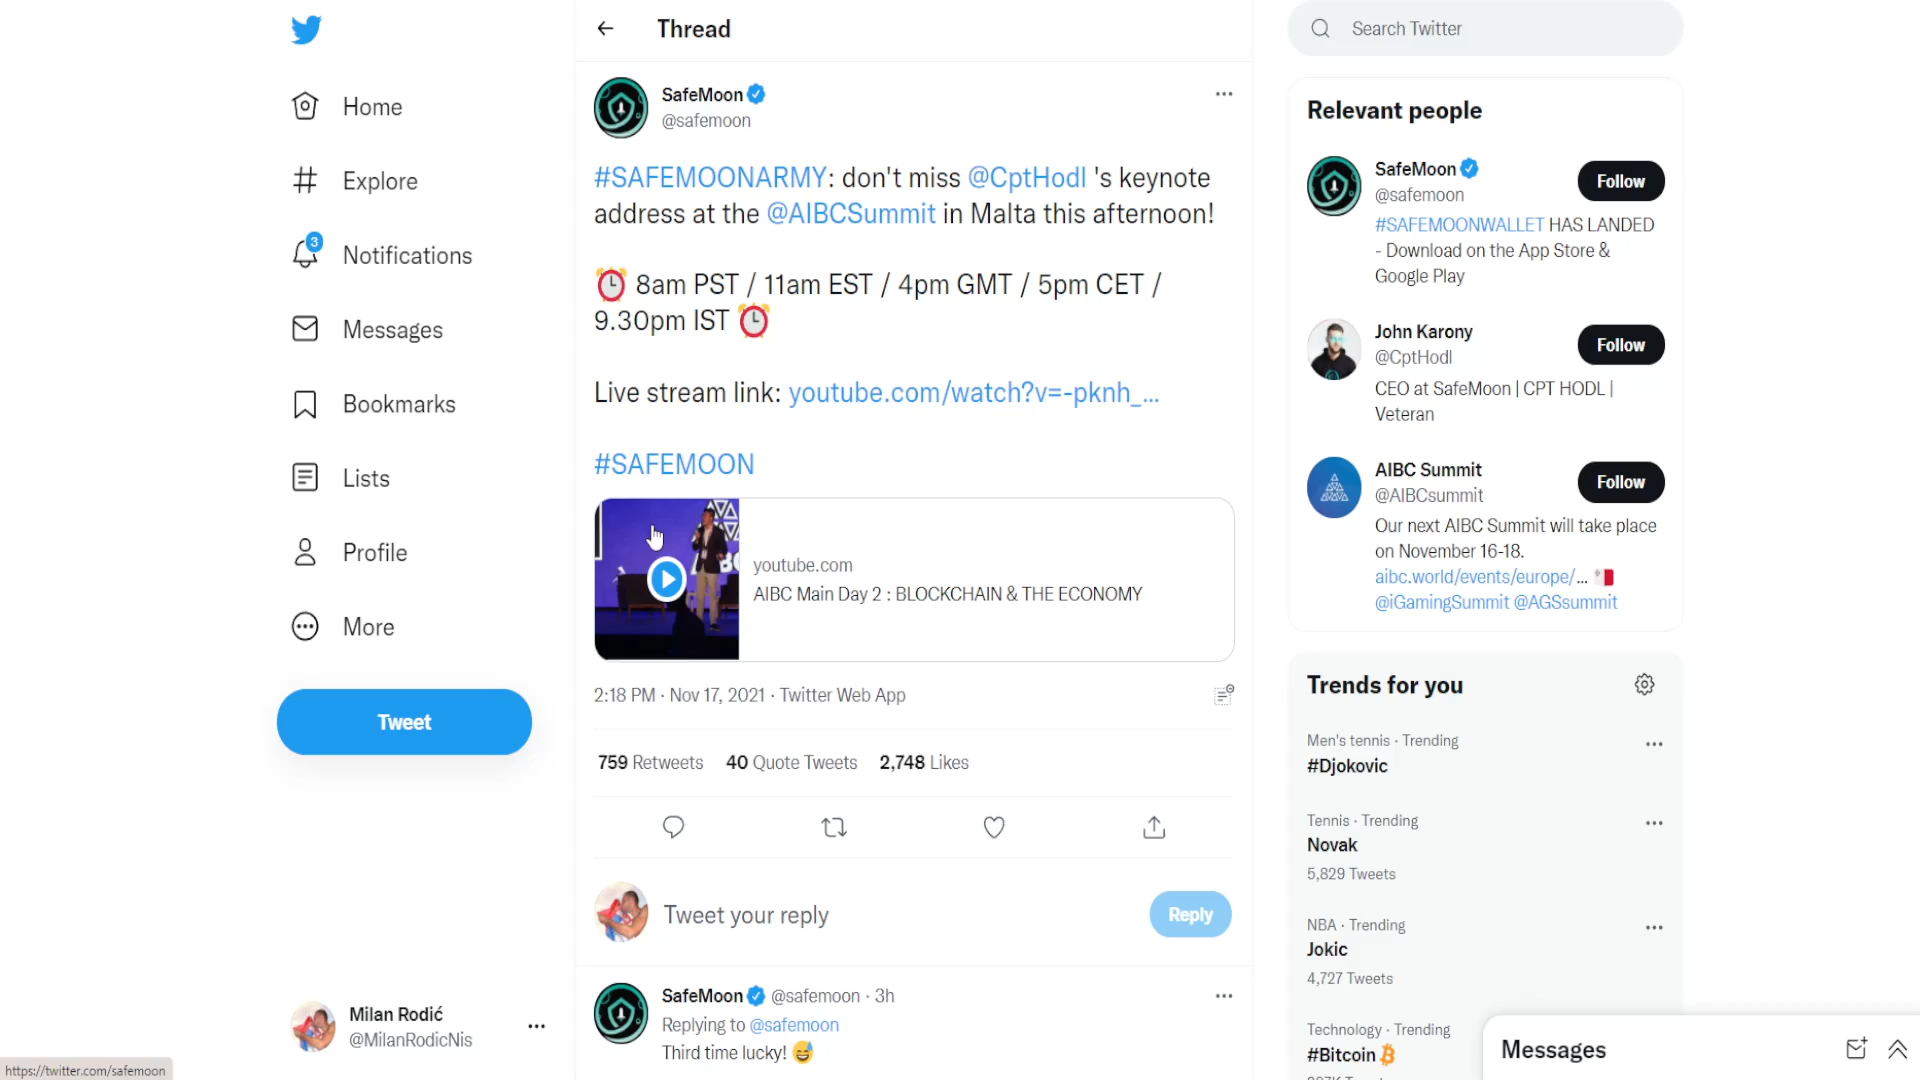 Home
Explore
3
Notifications
Messages
Bookmarks
Lists
Profile
More
Tweet
Milan Rodić
@MilanRodicNis
https://twitter.com/safemoon
Thread
SafeMoon
@safemoon
#SAFEMOONARMY: don't miss @CptHodl 's keynote
address at the @AIBCSummit in Malta this afternoon!
8am PST / 11am EST / 4pm GMT / 5pm CET /
9.30pm IST
Live stream link: youtube.com/watch?v=-pknh_...
#SAFEMOON
youtube.com
AIBC Main Day 2 : BLOCKCHAIN & THE ECONOMY
2:18 PM · Nov 17, 2021 · Twitter Web App
759 Retweets 40 Quote Tweets 2,748 Likes
Tweet your reply
Reply
SafeMoon @safemoon · 3h
Replying to @safemoon
Third time lucky! 😅
Search Twitter
Relevant people
SafeMoon
@safemoon
Follow
#SAFEMOONWALLET HAS LANDED
- Download on the App Store &
Google Play
John Karony
@CptHodl
Follow
CEO at SafeMoon | CPT HODL |
Veteran
AIBC Summit
@AIBCsummit
Follow
Our next AIBC Summit will take place
on November 16-18.
aibc.world/events/europe/... 🇲🇹
@iGamingSummit @AGSsummit
Trends for you
Men's tennis · Trending
#Djokovic
Tennis · Trending
Novak
5,829 Tweets
NBA · Trending
Jokic
4,727 Tweets
Technology · Trending
#Bitcoin
Messages